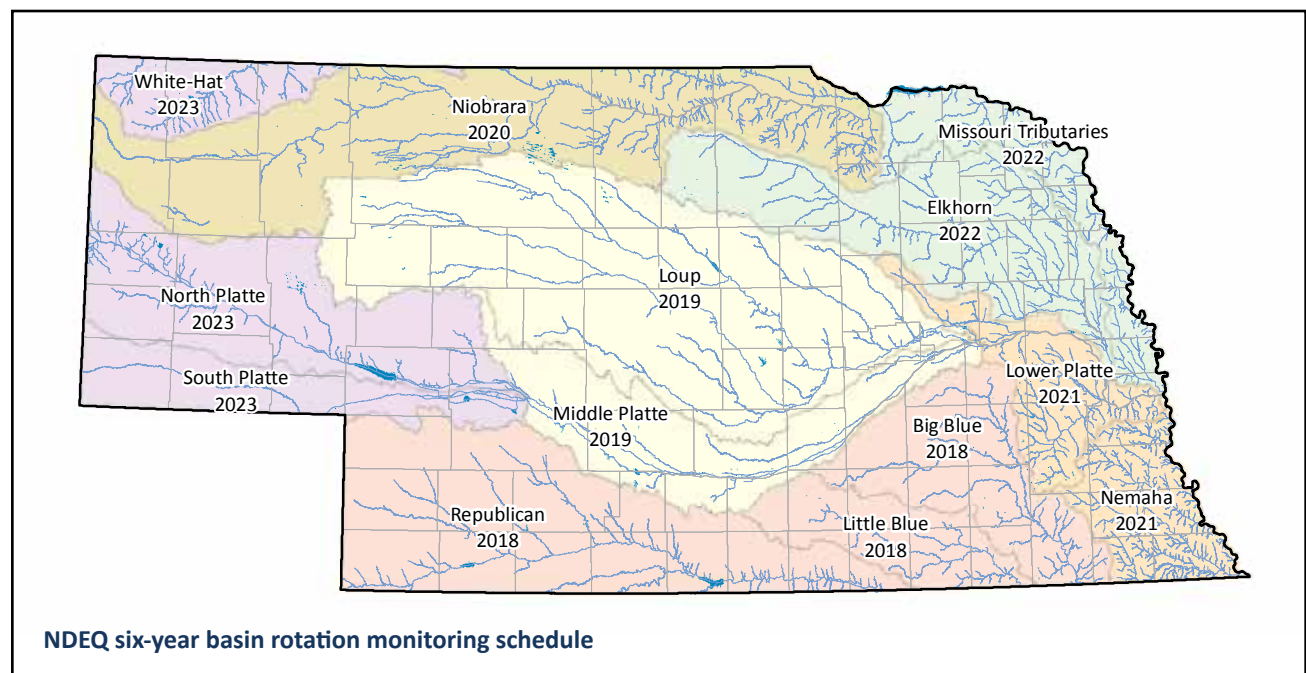 White-Hat
2023
Niobrara
2020
Missouri Tributaries
2022
Elkhorn
2022
Loup
2019
North Platte
2023
South Platte
2023
Lower Platte
2021
Middle Platte
2019
Big Blue
2018
Nemaha
2021
Republican
2018
Little Blue
2018
NDEQ six-year basin rotation monitoring schedule